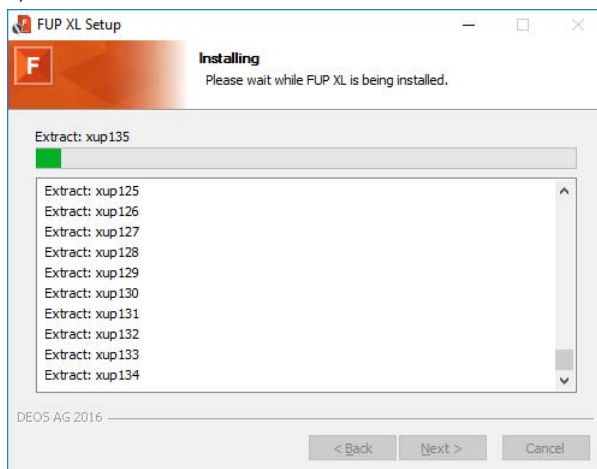 FUP XL Setup
F
Installing
Please wait while FUP XL is being installed.
Extract: xup135
Extract: xup125
Extract: xup126
Extract: xup127
Extract: xup128
Extract: xup129
Extract: xup130
Extract: xup131
Extract: xup132
Extract: xup133
Extract: xup134
DEOS AG 2016
< Back Next > Cancel